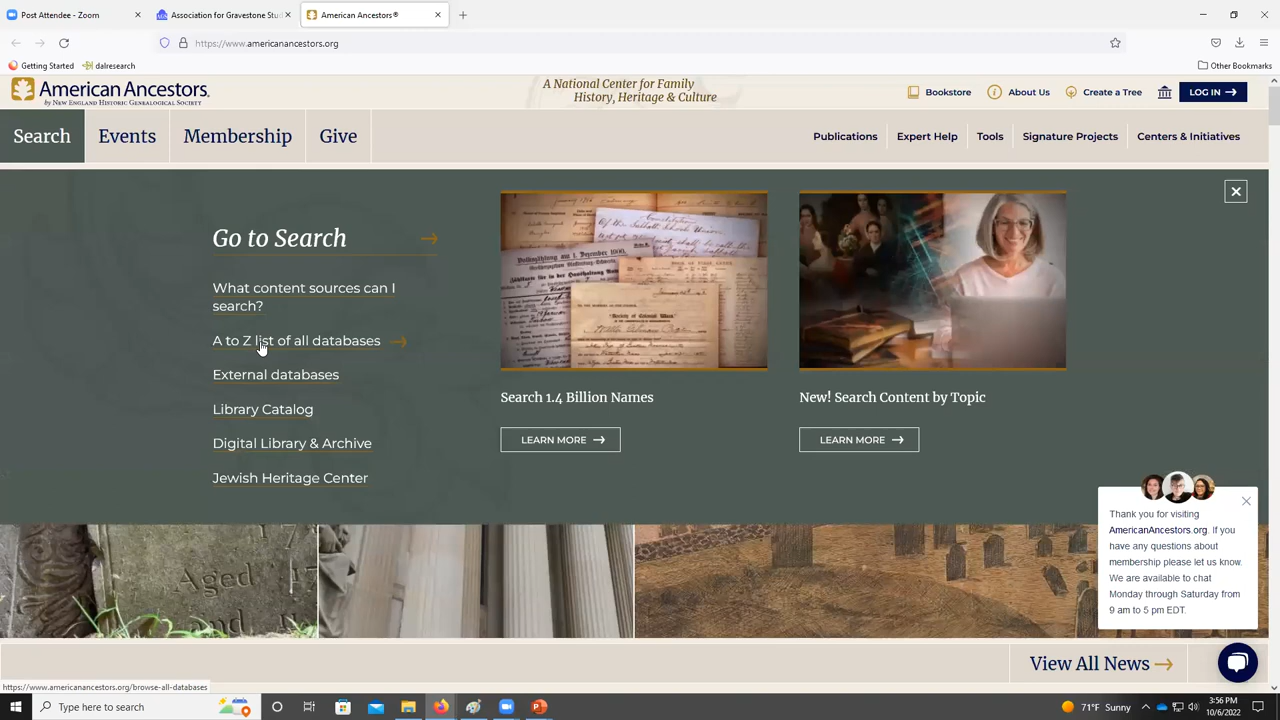 Post Attendee - Zoom
Association for Gravestone Stud
American Ancestors®
https://www.americanancestors.org
Getting Started
dalresearch
Other Bookmarks
American Ancestors
by NEW ENGLAND HISTORIC GENEALOGICAL SOCIETY
A National Center for Family
History, Heritage & Culture
Bookstore
About Us
Create a Tree
LOG IN
Search
Events
Membership
Give
Publications
Expert Help
Tools
Signature Projects
Centers & Initiatives
Go to Search
What content sources can I
search?
A to Z list of all databases
External databases
Library Catalog
Digital Library & Archive
Jewish Heritage Center
Search 1.4 Billion Names
LEARN MORE
New! Search Content by Topic
LEARN MORE
Thank you for visiting
AmericanAncestors.org. If you
have any questions about
membership please let us know.
We are available to chat
Monday through Saturday from
9 am to 5 pm EDT.
Aged
View All News
https://www.americanancestors.org/browse-all-databases
Type here to search
71°F Sunny
3:56 PM
10/6/2022